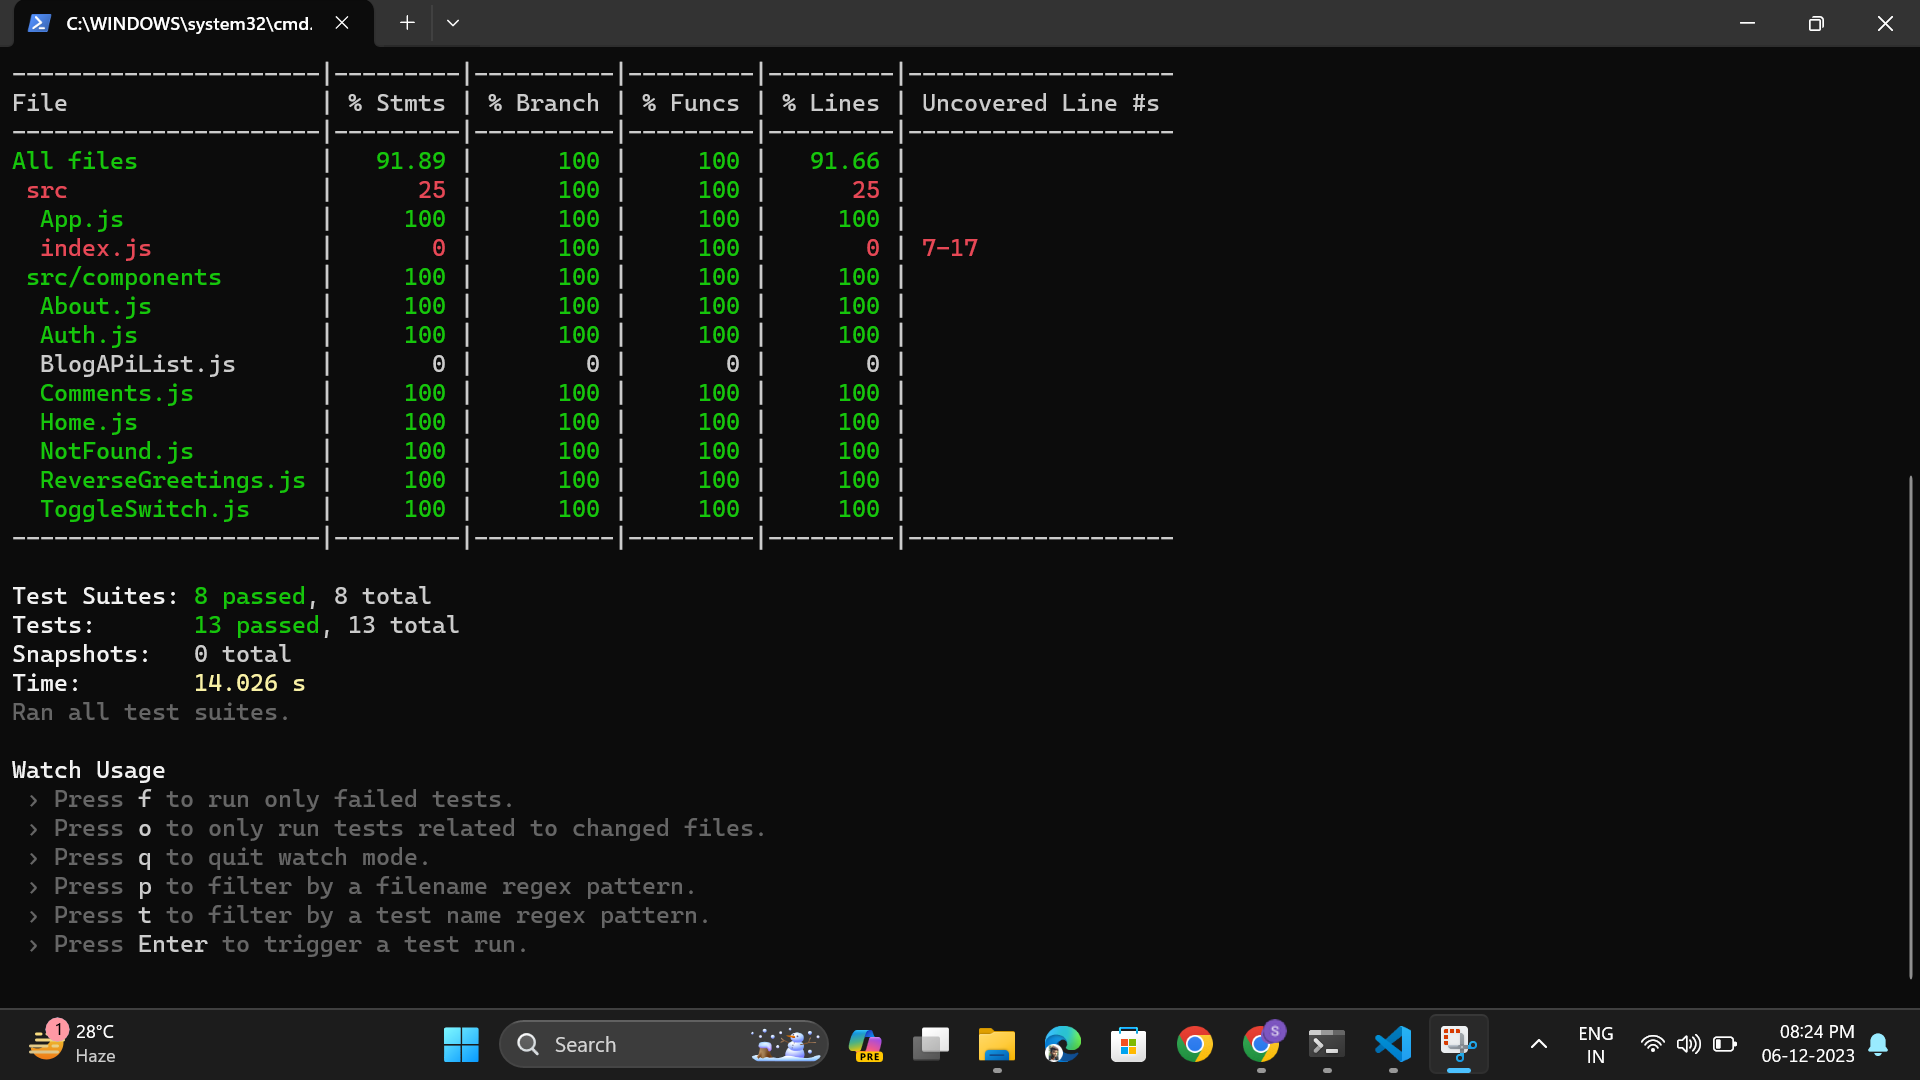 C:\WINDOWS\system32\cmd.
---------------------|---------|----------|---------|---------|-------------------
File                 | % Stmts | % Branch | % Funcs | % Lines | Uncovered Line #s
---------------------|---------|----------|---------|---------|-------------------
All files            |   91.89 |      100 |     100 |   91.66 |
 src                 |      25 |      100 |     100 |      25 |
  App.js             |     100 |      100 |     100 |     100 |
  index.js           |       0 |      100 |     100 |       0 | 7-17
 src/components      |     100 |      100 |     100 |     100 |
  About.js           |     100 |      100 |     100 |     100 |
  Auth.js            |     100 |      100 |     100 |     100 |
  BlogAPiList.js     |       0 |        0 |       0 |       0 |
  Comments.js        |     100 |      100 |     100 |     100 |
  Home.js            |     100 |      100 |     100 |     100 |
  NotFound.js        |     100 |      100 |     100 |     100 |
  ReverseGreetings.js |     100 |      100 |     100 |     100 |
  ToggleSwitch.js    |     100 |      100 |     100 |     100 |
---------------------|---------|----------|---------|---------|-------------------
Test Suites: 8 passed, 8 total
Tests:       13 passed, 13 total
Snapshots:   0 total
Time:        14.026 s
Ran all test suites.
Watch Usage
 › Press f to run only failed tests.
 › Press o to only run tests related to changed files.
 › Press q to quit watch mode.
 › Press p to filter by a filename regex pattern.
 › Press t to filter by a test name regex pattern.
 › Press Enter to trigger a test run.
1
28°C
Haze
Search
PRE
S
ENG
IN
08:24 PM
06-12-2023